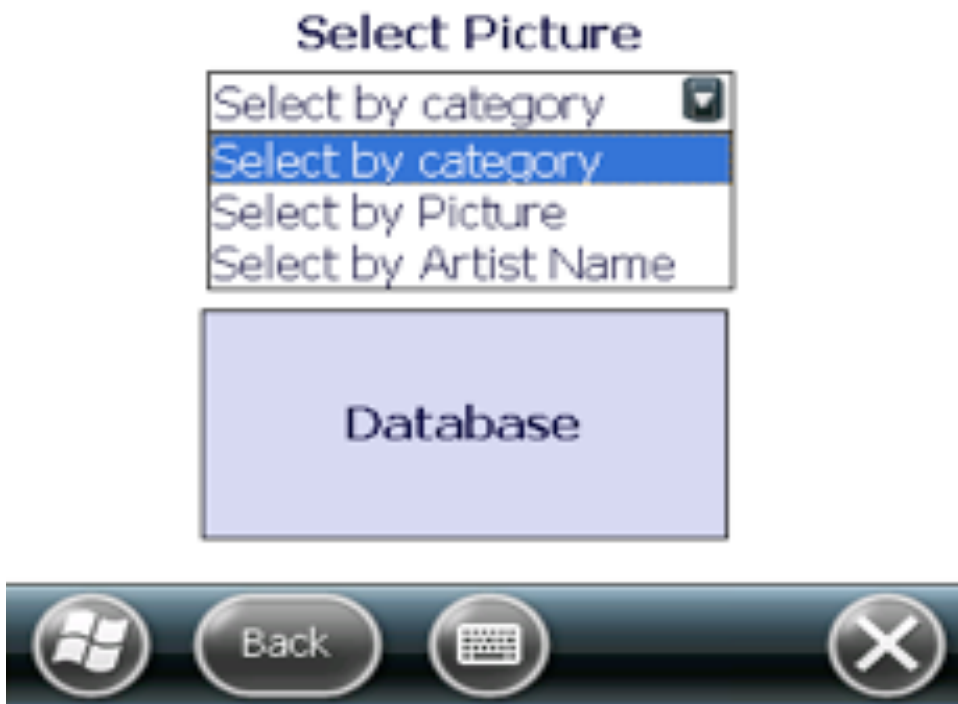 Select Picture
Select by category
Select by category
Select by Picture
Select by Artist Name
Database
Back